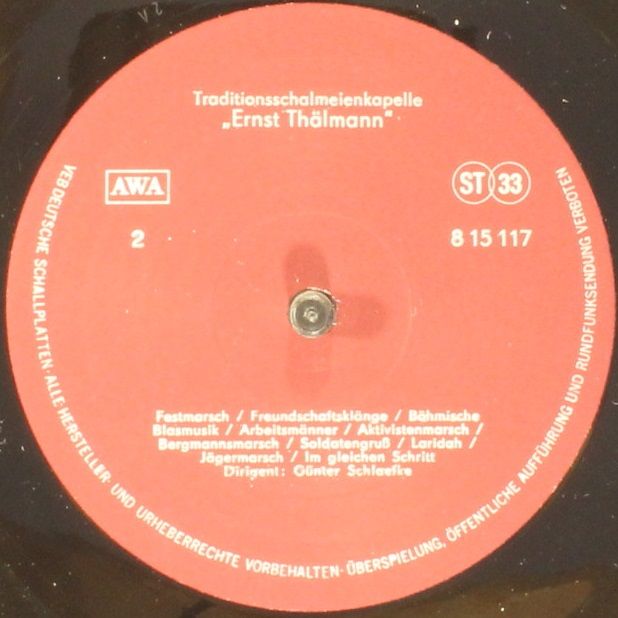 Traditionsschalmeienkapelle
„Ernst Thälmann"
AWA
ST 33
2
8 15 117
Festmarsch / Freundschaftsklänge / Böhmische
Blasmusik / Arbeitsmänner / Aktivistenmarsch /
Bergmannsmarsch / Soldatengruß / Laridah /
Jägermarsch / Im gleichen Schritt
Dirigent: Günter Schlaefke
VEB DEUTSCHE SCHALLPLATTEN · ALLE HERSTELLER- UND URHEBERRECHTE VORBEHALTEN · ÜBERSPIELUNG, ÖFFENTLICHE AUFFÜHRUNG UND RUNDFUNKSENDUNG VERBOTEN